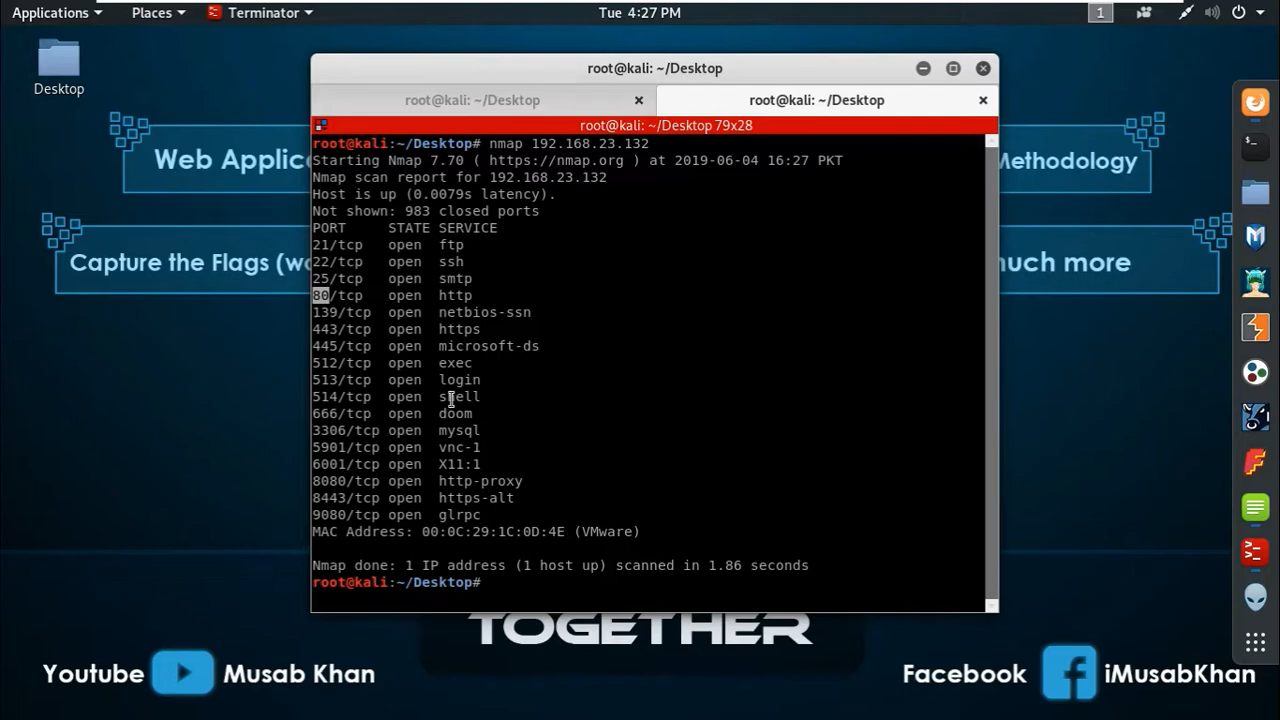 Applications Places Terminator Tue 4:27 PM 1
Desktop
root@kali: ~/Desktop
root@kali: ~/Desktop root@kali: ~/Desktop
root@kali: ~/Desktop 79x28
root@kali:~/Desktop# nmap 192.168.23.132
Starting Nmap 7.70 ( https://nmap.org ) at 2019-06-04 16:27 PKT
Nmap scan report for 192.168.23.132
Host is up (0.0079s latency).
Not shown: 983 closed ports
PORT STATE SERVICE
21/tcp open ftp
22/tcp open ssh
25/tcp open smtp
80/tcp open http
139/tcp open netbios-ssn
443/tcp open https
445/tcp open microsoft-ds
512/tcp open exec
513/tcp open login
514/tcp open shell
666/tcp open doom
3306/tcp open mysql
5901/tcp open vnc-1
6001/tcp open X11:1
8080/tcp open http-proxy
8443/tcp open https-alt
9080/tcp open glrpc
MAC Address: 00:0C:29:1C:0D:4E (VMware)
Nmap done: 1 IP address (1 host up) scanned in 1.86 seconds
root@kali:~/Desktop#
Web Applic
Methodology
Capture the Flags (wo
much more
TOGETHER
Youtube Musab Khan
Facebook iMusabKhan